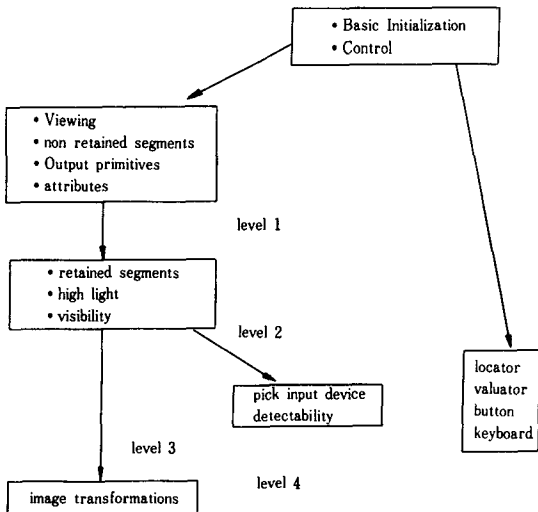 • Basic Initialization
• Control
• Viewing
• non retained segments
• Output primitives
• attributes
level 1
• retained segments
• high light
• visibility
level 2
pick input device
detectability
locator
valuator
button
keyboard
level 3
level 4
image transformations